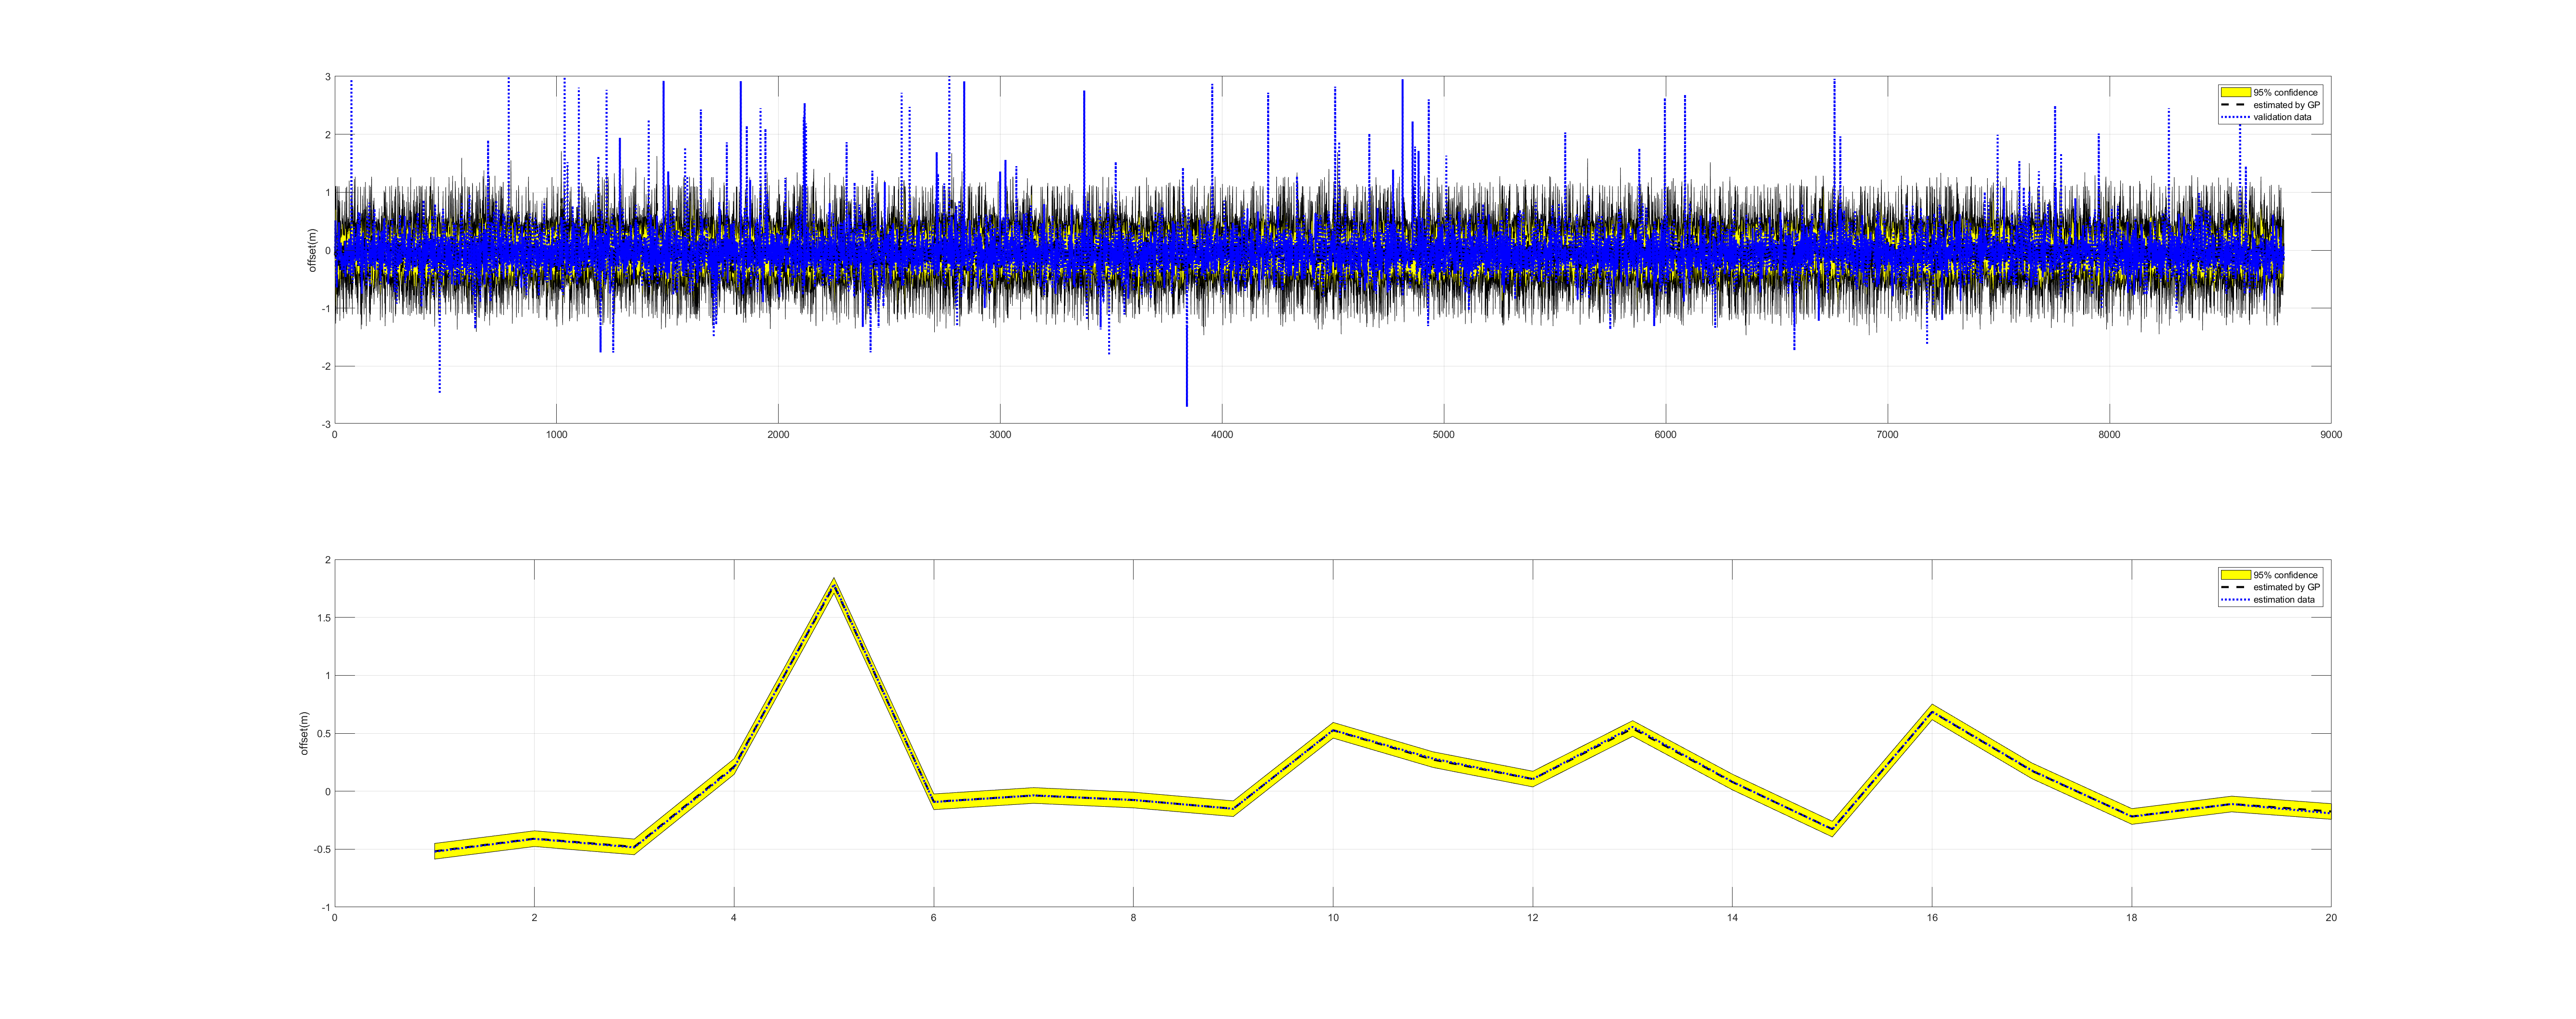 3
2
1
0
-1
-2
-3
offset(m)
0 1000 2000 3000 4000 5000 6000 7000 8000 9000
95% confidence
estimated by GP
validation data
2
1.5
1
0.5
0
-0.5
-1
offset(m)
0 2 4 6 8 10 12 14 16 18 20
95% confidence
estimated by GP
estimation data